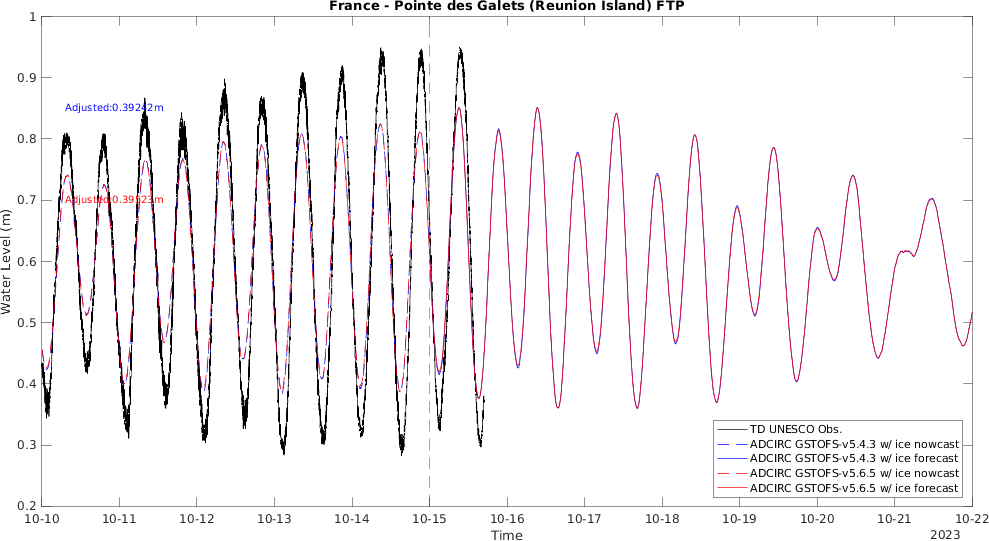 France - Pointe des Galets (Reunion Island) FTP
1
0.9
0.8
0.7
0.6
0.5
0.4
0.3
0.2
Water Level (m)
Adjusted:0.39242m
Adjusted:0.39523m
TD UNESCO Obs.
ADCIRC GSTOFS-v5.4.3 w/ ice nowcast
ADCIRC GSTOFS-v5.4.3 w/ ice forecast
ADCIRC GSTOFS-v5.6.5 w/ ice nowcast
ADCIRC GSTOFS-v5.6.5 w/ ice forecast
10-10 10-11 10-12 10-13 10-14 10-15 10-16 10-17 10-18 10-19 10-20 10-21 10-22
Time
2023